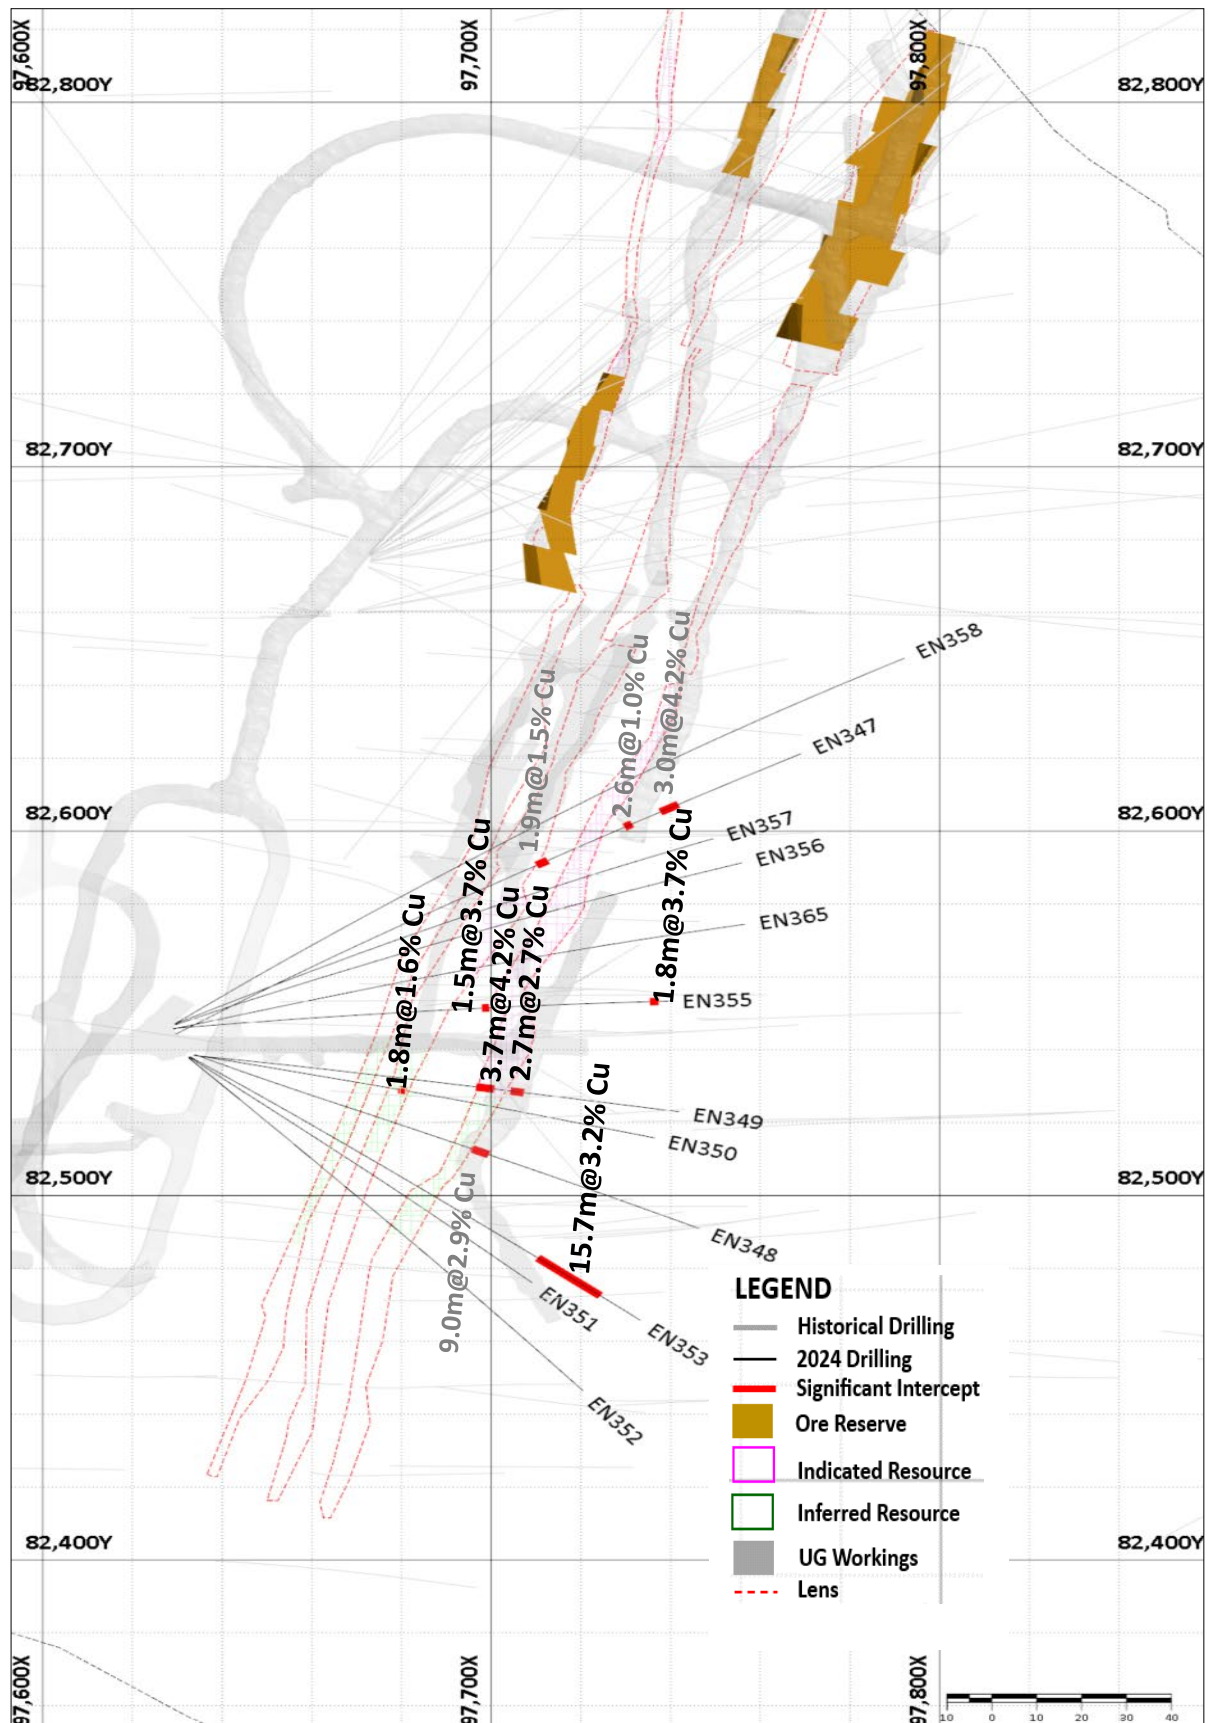 97,600X
97,700X
97,800X
82,800Y
82,800Y
82,700Y
82,700Y
EN358
3.0m@4.2% Cu
2.6m@1.0% Cu
1.9m@1.5% Cu
EN347
82,600Y
82,600Y
EN357
EN356
1.8m@3.7% Cu
1.5m@3.7% Cu
3.7m@4.2% Cu
2.7m@2.7% Cu
1.8m@1.6% Cu
EN365
EN355
EN349
EN350
15.7m@3.2% Cu
82,500Y
82,500Y
9.0m@2.9% Cu
EN348
EN351
EN353
EN352
LEGEND
Historical Drilling
2024 Drilling
Significant Intercept
Ore Reserve
Indicated Resource
Inferred Resource
UG Workings
Lens
82,400Y
82,400Y
97,600X
97,700X
97,800X
10 0 10 20 30 40